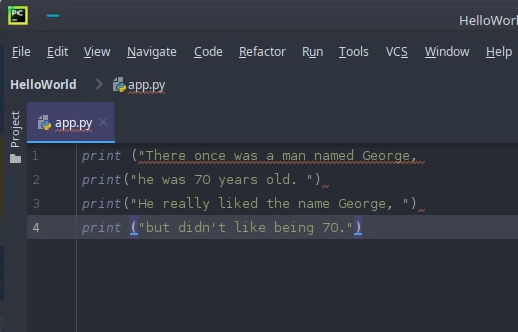 PC
HelloWorl
File Edit View Navigate Code Refactor Run Tools VCS Window Help
HelloWorld app.py
app.py
Project
1 print ("There once was a man named George,
2 print("he was 70 years old. ")
3 print("He really liked the name George, ")
4 print ("but didn't like being 70.")